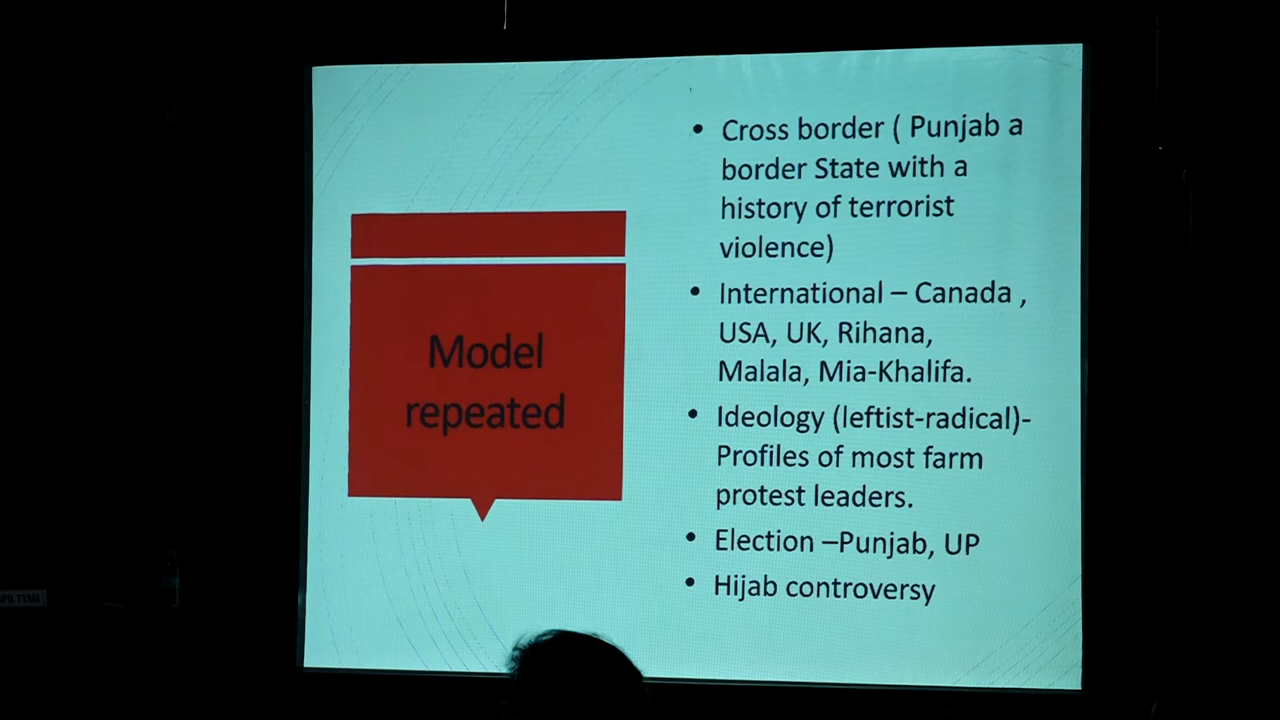 Model
repeated
• Cross border ( Punjab a
border State with a
history of terrorist
violence)
• International – Canada ,
USA, UK, Rihana,
Malala, Mia-Khalifa.
• Ideology (leftist-radical)-
Profiles of most farm
protest leaders.
• Election –Punjab, UP
• Hijab controversy
TYAGI